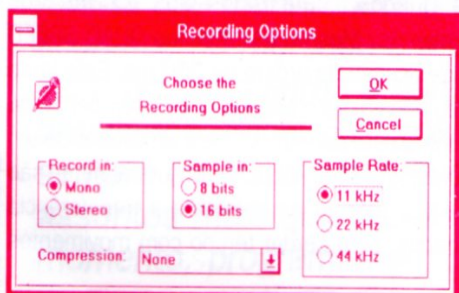 Recording Options
Choose the
Recording Options
OK
Cancel
Record in:
Mono
Stereo
Sample in:
8 bits
16 bits
Sample Rate:
11 kHz
22 kHz
44 kHz
Compression: None